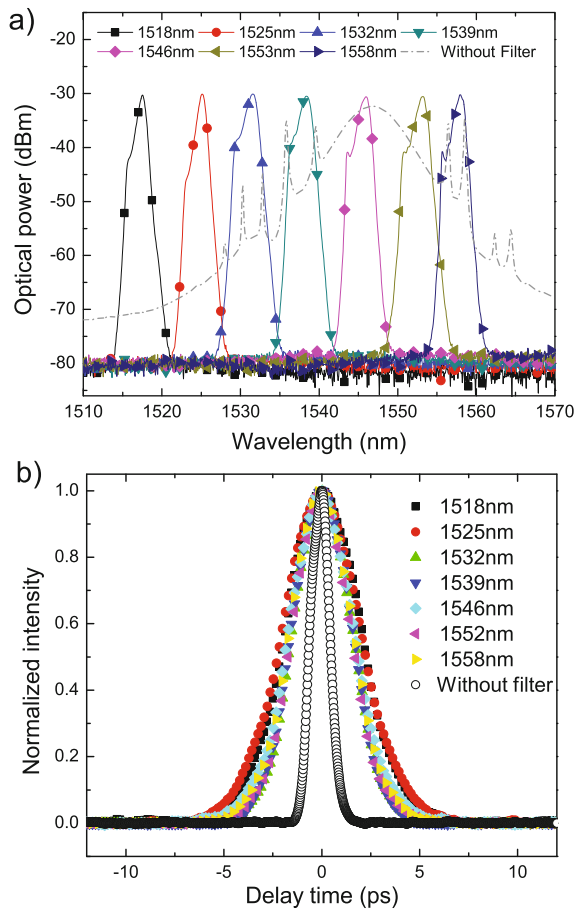 a)
1518nm 1525nm 1532nm 1539nm
1546nm 1553nm 1558nm Without Filter
-20
-30
-40
-50
-60
-70
-80
Optical power (dBm)
1510 1520 1530 1540 1550 1560 1570
Wavelength (nm)
b)
1.0
0.8
0.6
0.4
0.2
0.0
Normalized intensity
1518nm
1525nm
1532nm
1539nm
1546nm
1552nm
1558nm
Without filter
-10 -5 0 5 10
Delay time (ps)